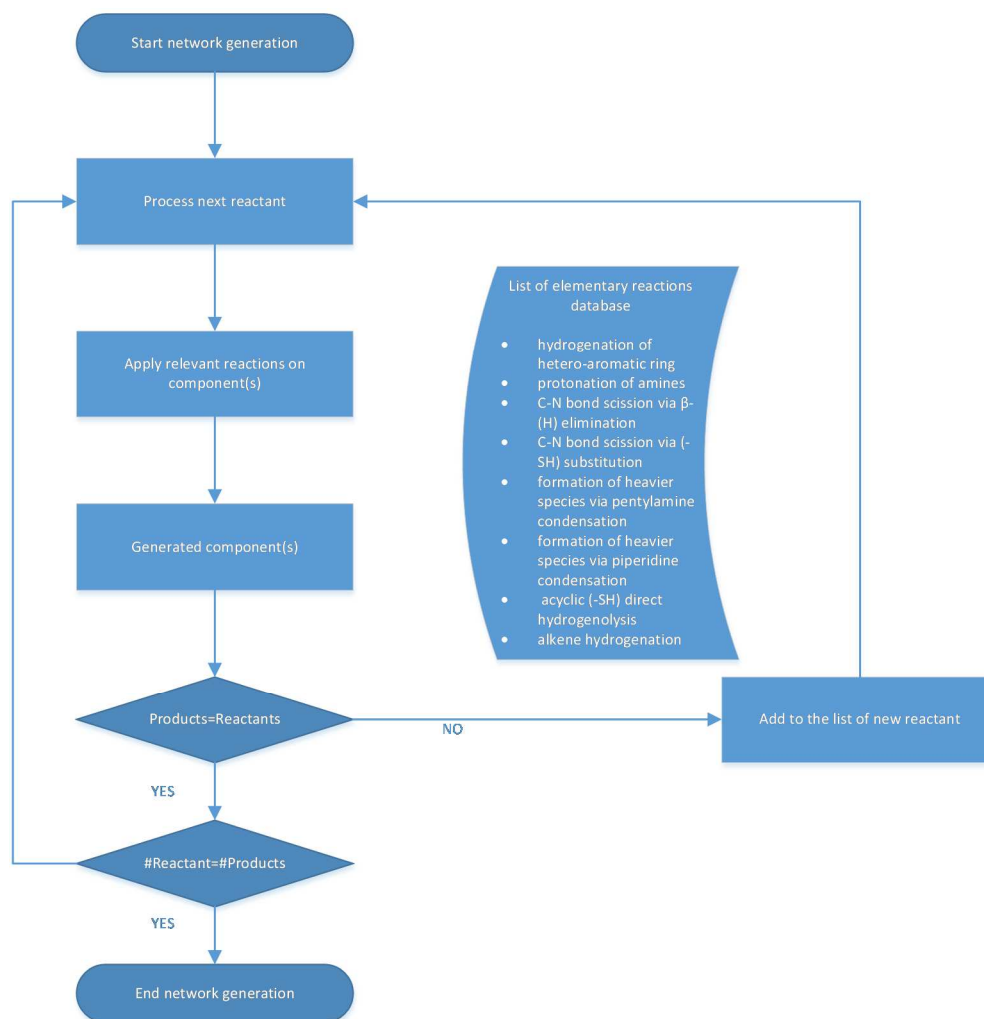 Start network generation
Process next reactant
Apply relevant reactions on
component(s)
Generated component(s)
List of elementary reactions
database
• hydrogenation of
hetero-aromatic ring
• protonation of amines
• C-N bond scission via β-
(H) elimination
• C-N bond scission via (-
SH) substitution
• formation of heavier
species via pentylamine
condensation
• formation of heavier
species via piperidine
condensation
• acyclic (-SH) direct
hydrogenolysis
• alkene hydrogenation
Products=Reactants
NO
Add to the list of new reactant
YES
#Reactant=#Products
YES
End network generation